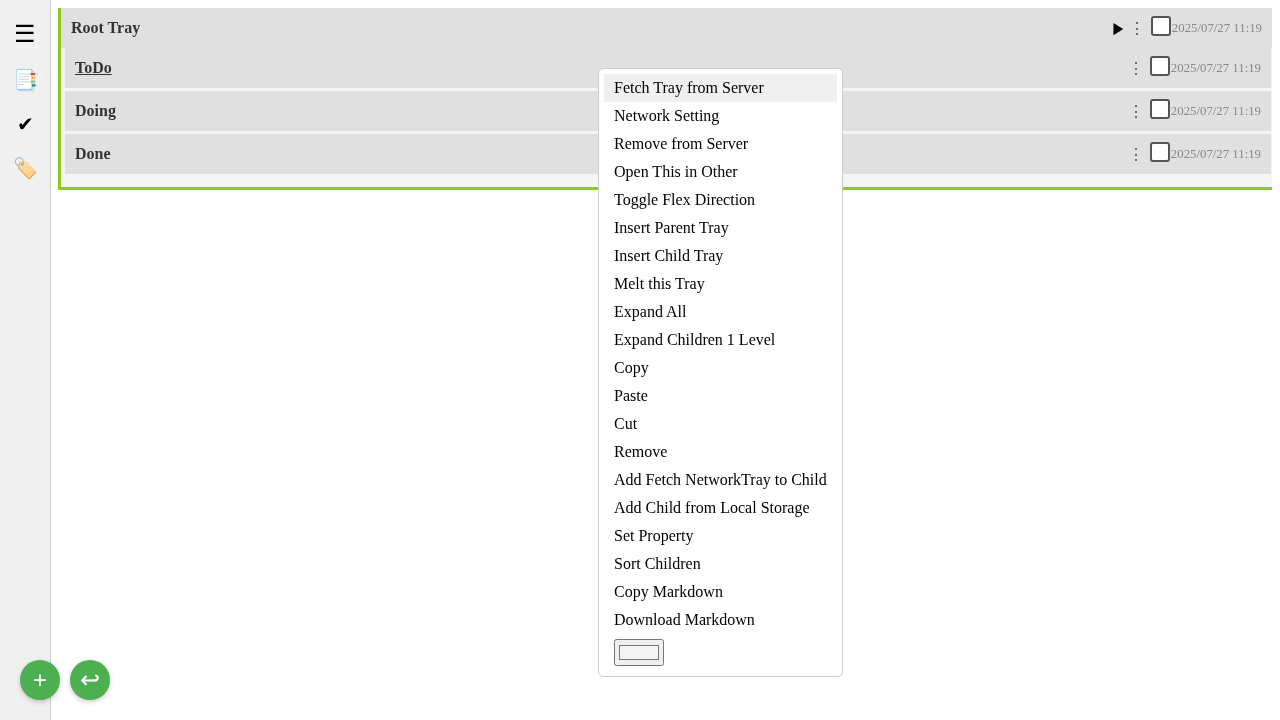 Root Tray
2025/07/27 11:19
ToDo
2025/07/27 11:19
Doing
2025/07/27 11:19
Done
2025/07/27 11:19
Fetch Tray from Server
Network Setting
Remove from Server
Open This in Other
Toggle Flex Direction
Insert Parent Tray
Insert Child Tray
Melt this Tray
Expand All
Expand Children 1 Level
Copy
Paste
Cut
Remove
Add Fetch NetworkTray to Child
Add Child from Local Storage
Set Property
Sort Children
Copy Markdown
Download Markdown